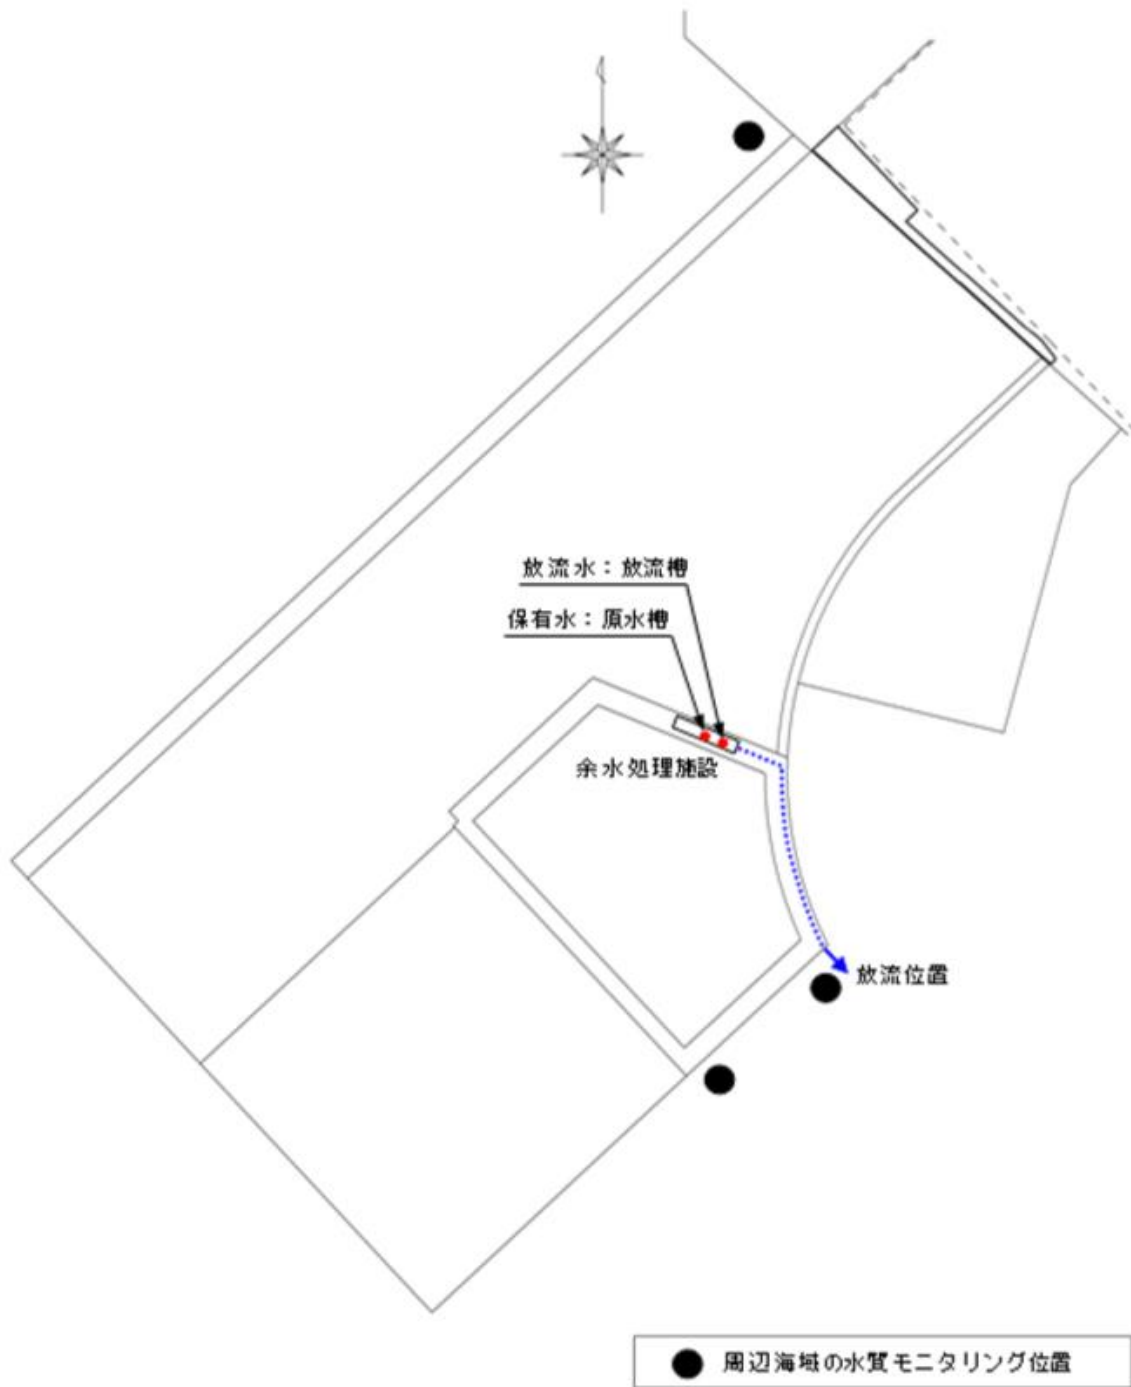 放流水：放流槽
保有水：原水槽
余水処理施設
放流位置
周辺海域の水質モニタリング位置